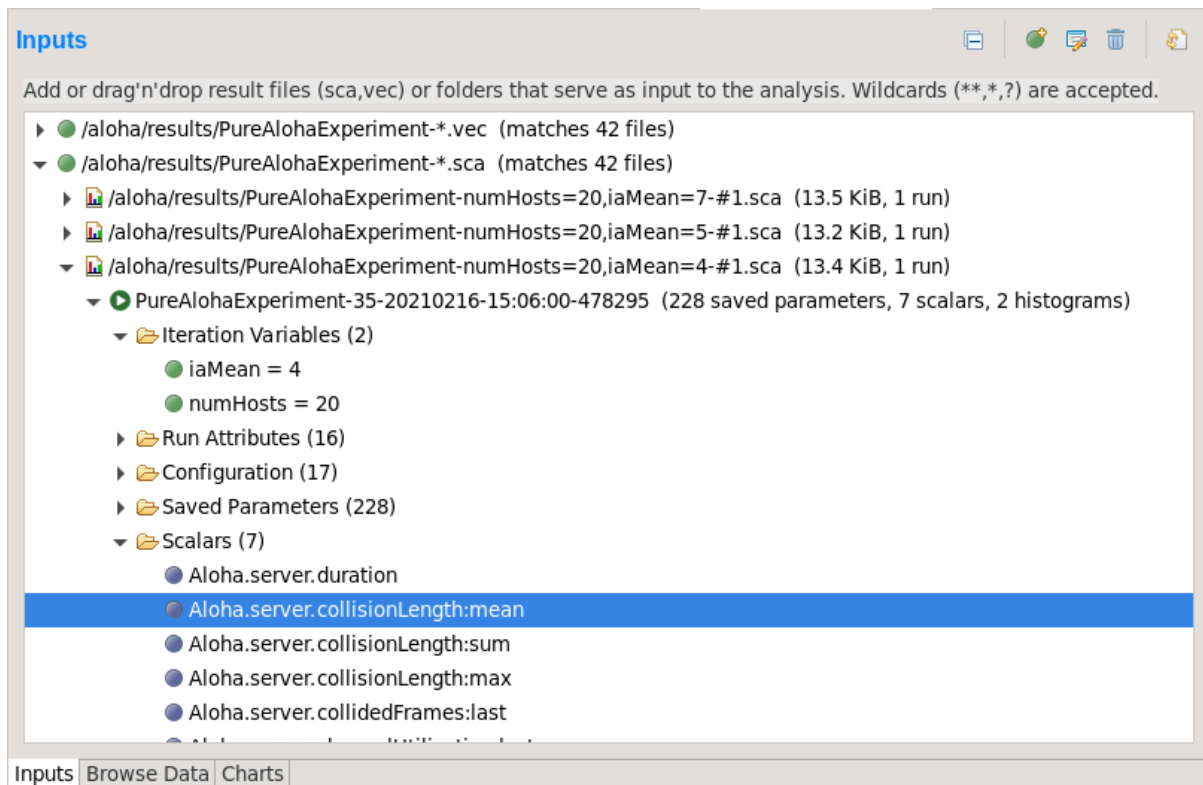 Inputs
Add or drag'n'drop result files (sca,vec) or folders that serve as input to the analysis. Wildcards (**,*,?) are accepted.
/aloha/results/PureAlohaExperiment-*.vec (matches 42 files)
/aloha/results/PureAlohaExperiment-*.sca (matches 42 files)
/aloha/results/PureAlohaExperiment-numHosts=20,iaMean=7-#1.sca (13.5 KiB, 1 run)
/aloha/results/PureAlohaExperiment-numHosts=20,iaMean=5-#1.sca (13.2 KiB, 1 run)
/aloha/results/PureAlohaExperiment-numHosts=20,iaMean=4-#1.sca (13.4 KiB, 1 run)
PureAlohaExperiment-35-20210216-15:06:00-478295 (228 saved parameters, 7 scalars, 2 histograms)
Iteration Variables (2)
iaMean = 4
numHosts = 20
Run Attributes (16)
Configuration (17)
Saved Parameters (228)
Scalars (7)
Aloha.server.duration
Aloha.server.collisionLength:mean
Aloha.server.collisionLength:sum
Aloha.server.collisionLength:max
Aloha.server.collidedFrames:last
Inputs Browse Data Charts